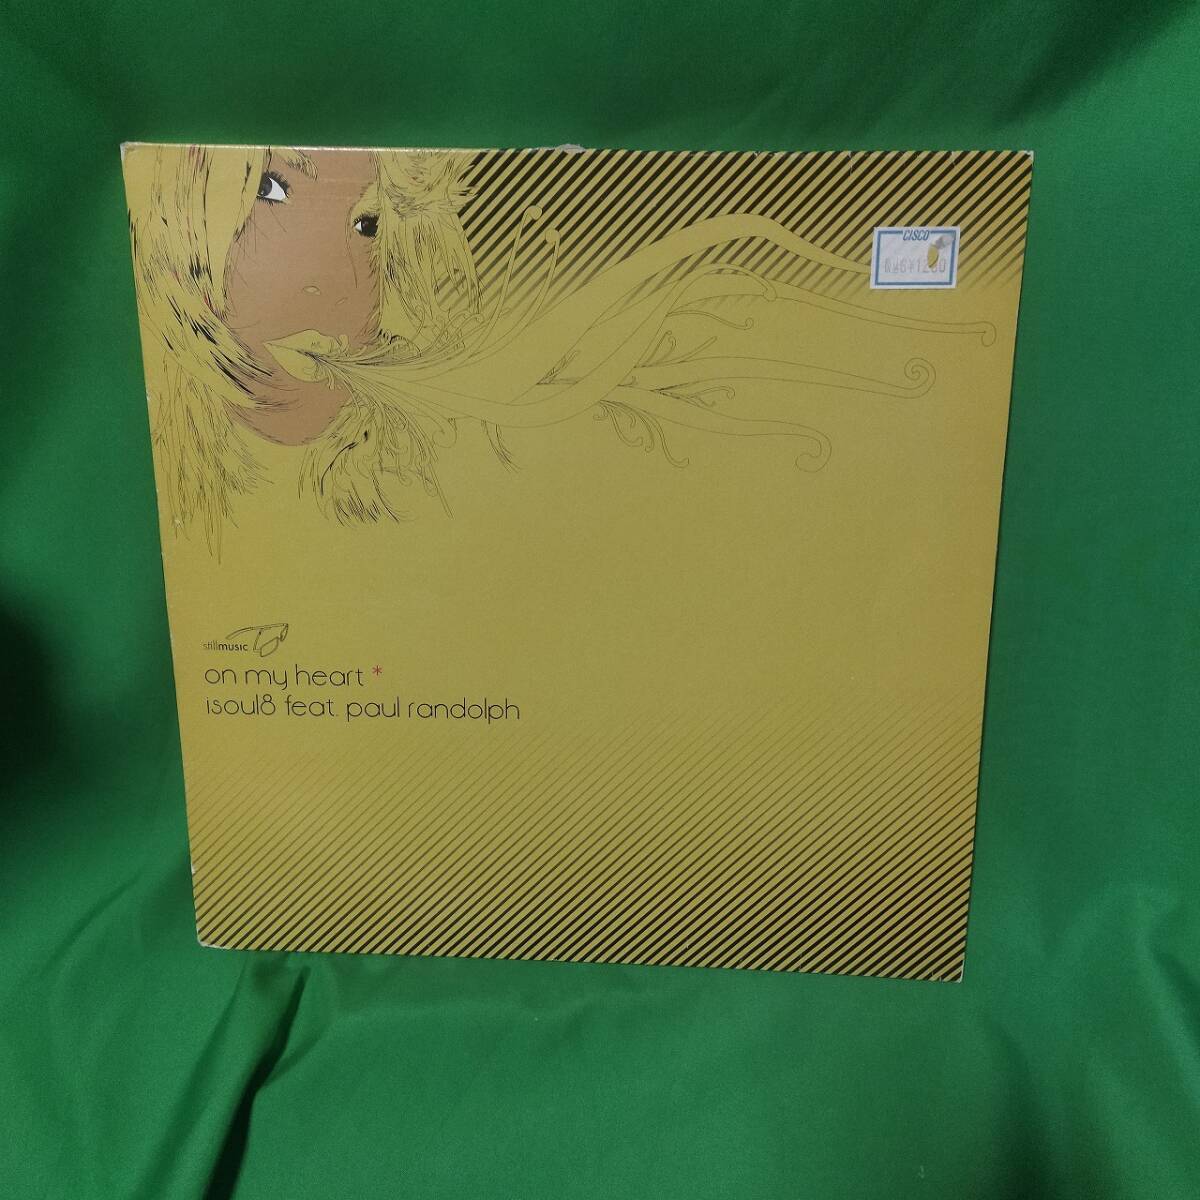 CISCO
stillmusic
on my heart *
isoul8 feat. paul randolph